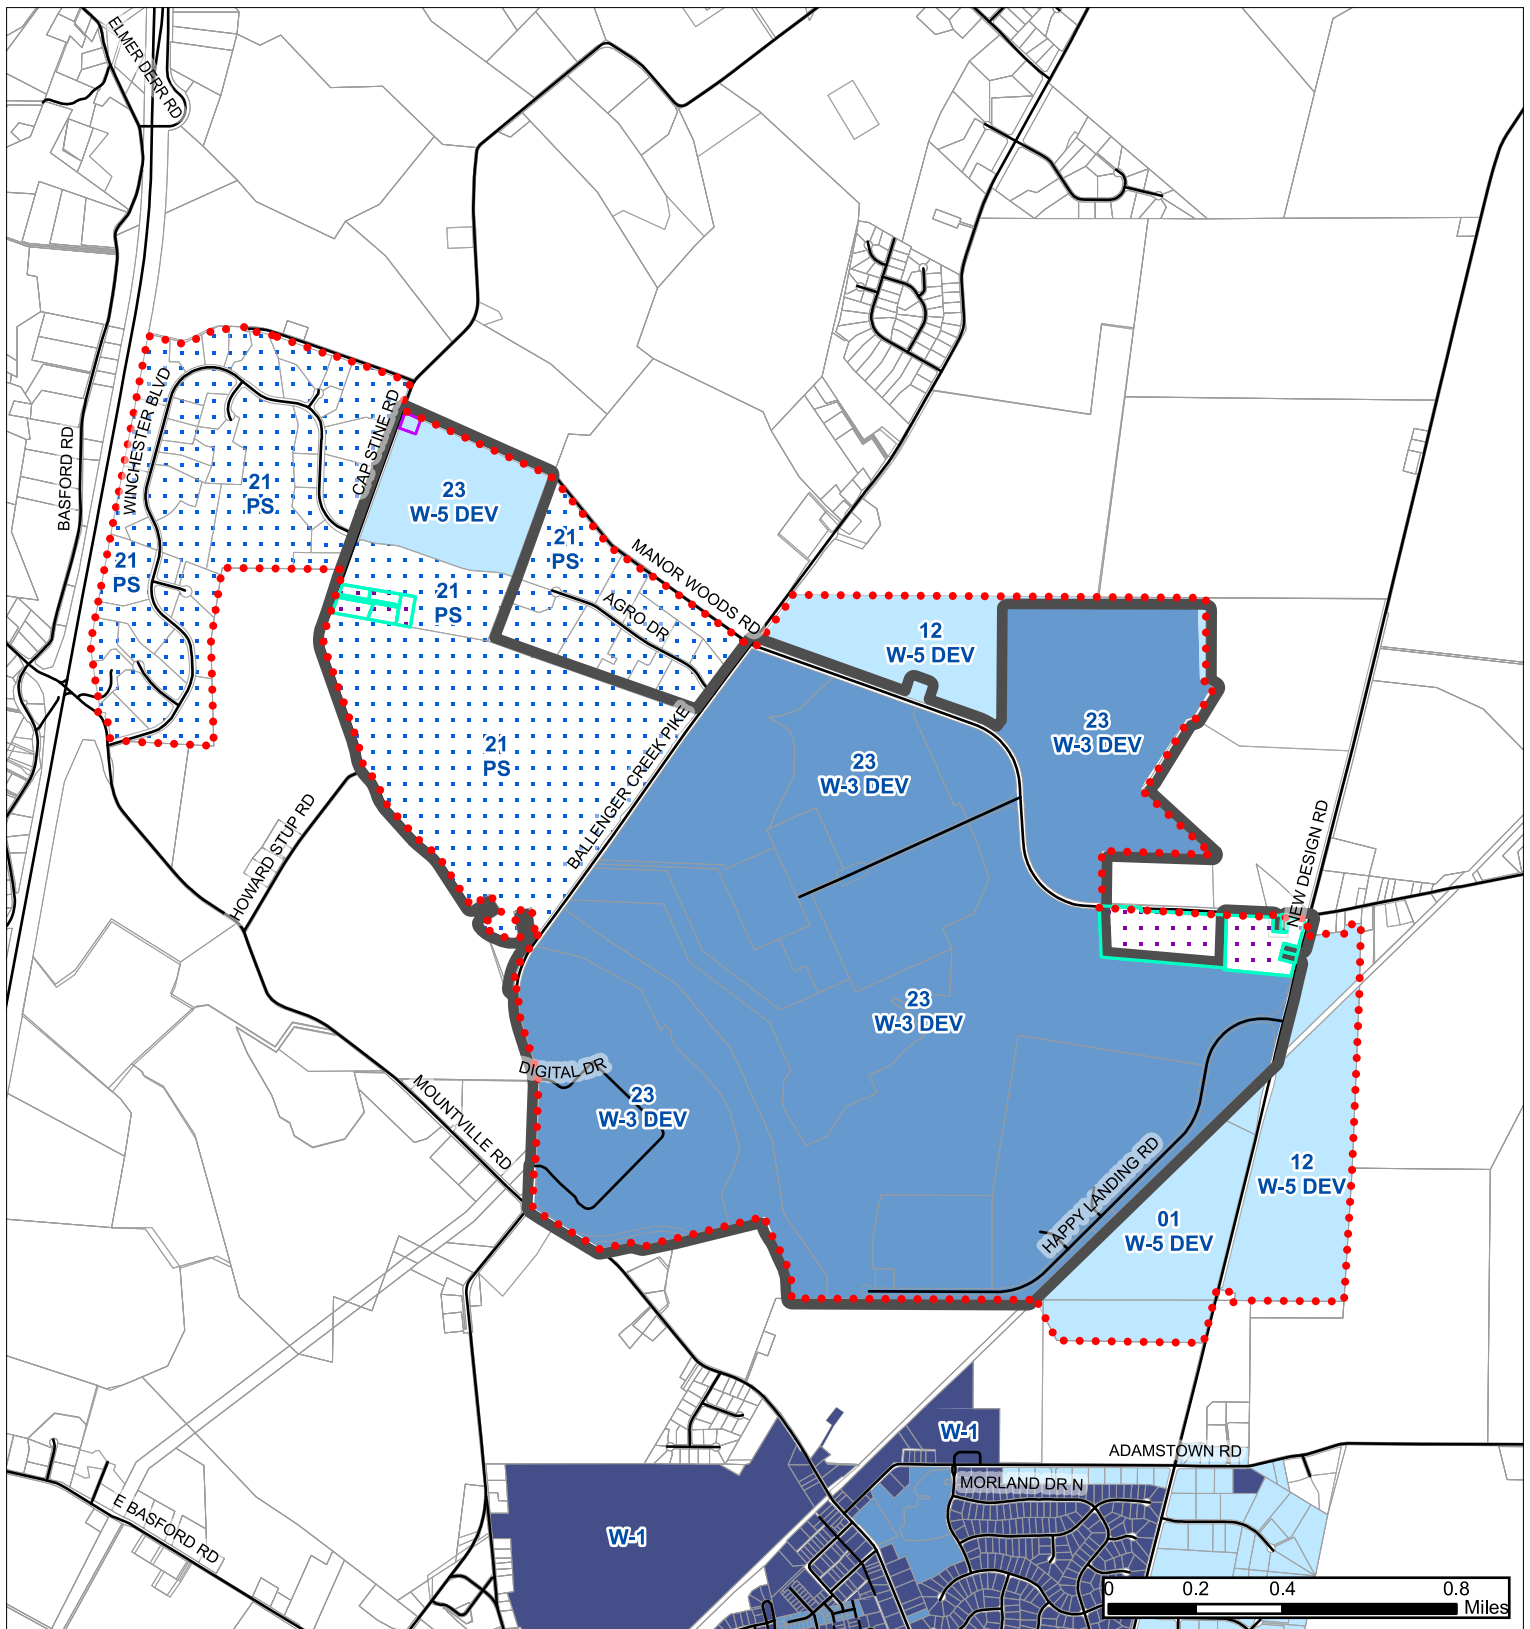 ELMER DERR RD
WINCHESTER BLVD
CAP STINE RD
BASFORD RD
21
PS
23
W-5 DEV
21
PS
21
PS
21
PS
MANOR WOODS RD
AGRO DR
12
W-5 DEV
23
W-3 DEV
21
PS
23
W-3 DEV
BALLENGER CREEK PIKE
HOWARD STUP RD
NEW DESIGN RD
23
W-3 DEV
DIGITAL DR
23
W-3 DEV
MOUNTVILLE RD
HAPPY LANDING RD
12
W-5 DEV
01
W-5 DEV
W-1
ADAMSTOWN RD
MORLAND DR N
W-1
E BASFORD RD
0 0.2 0.4 0.8
Miles